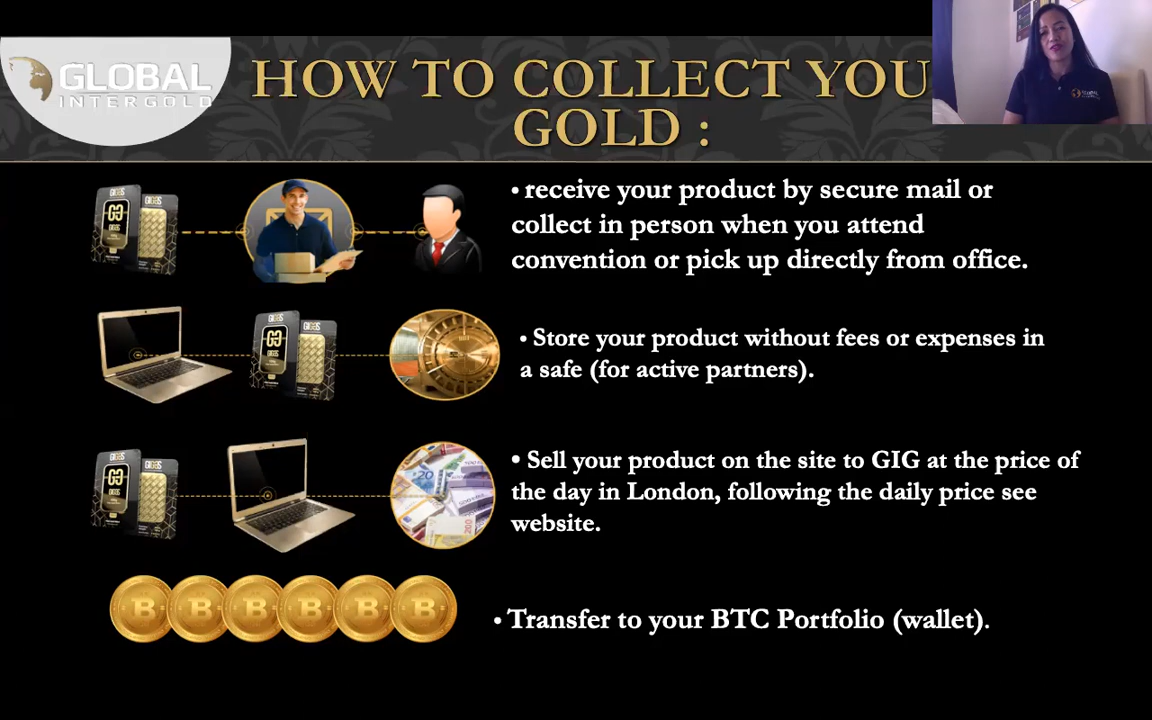 GLOBAL
INTERGOLD
HOW TO COLLECT YOU
GOLD :
• receive your product by secure mail or
collect in person when you attend
convention or pick up directly from office.
• Store your product without fees or expenses in
a safe (for active partners).
• Sell your product on the site to GIG at the price of
the day in London, following the daily price see
website.
• Transfer to your BTC Portfolio (wallet).